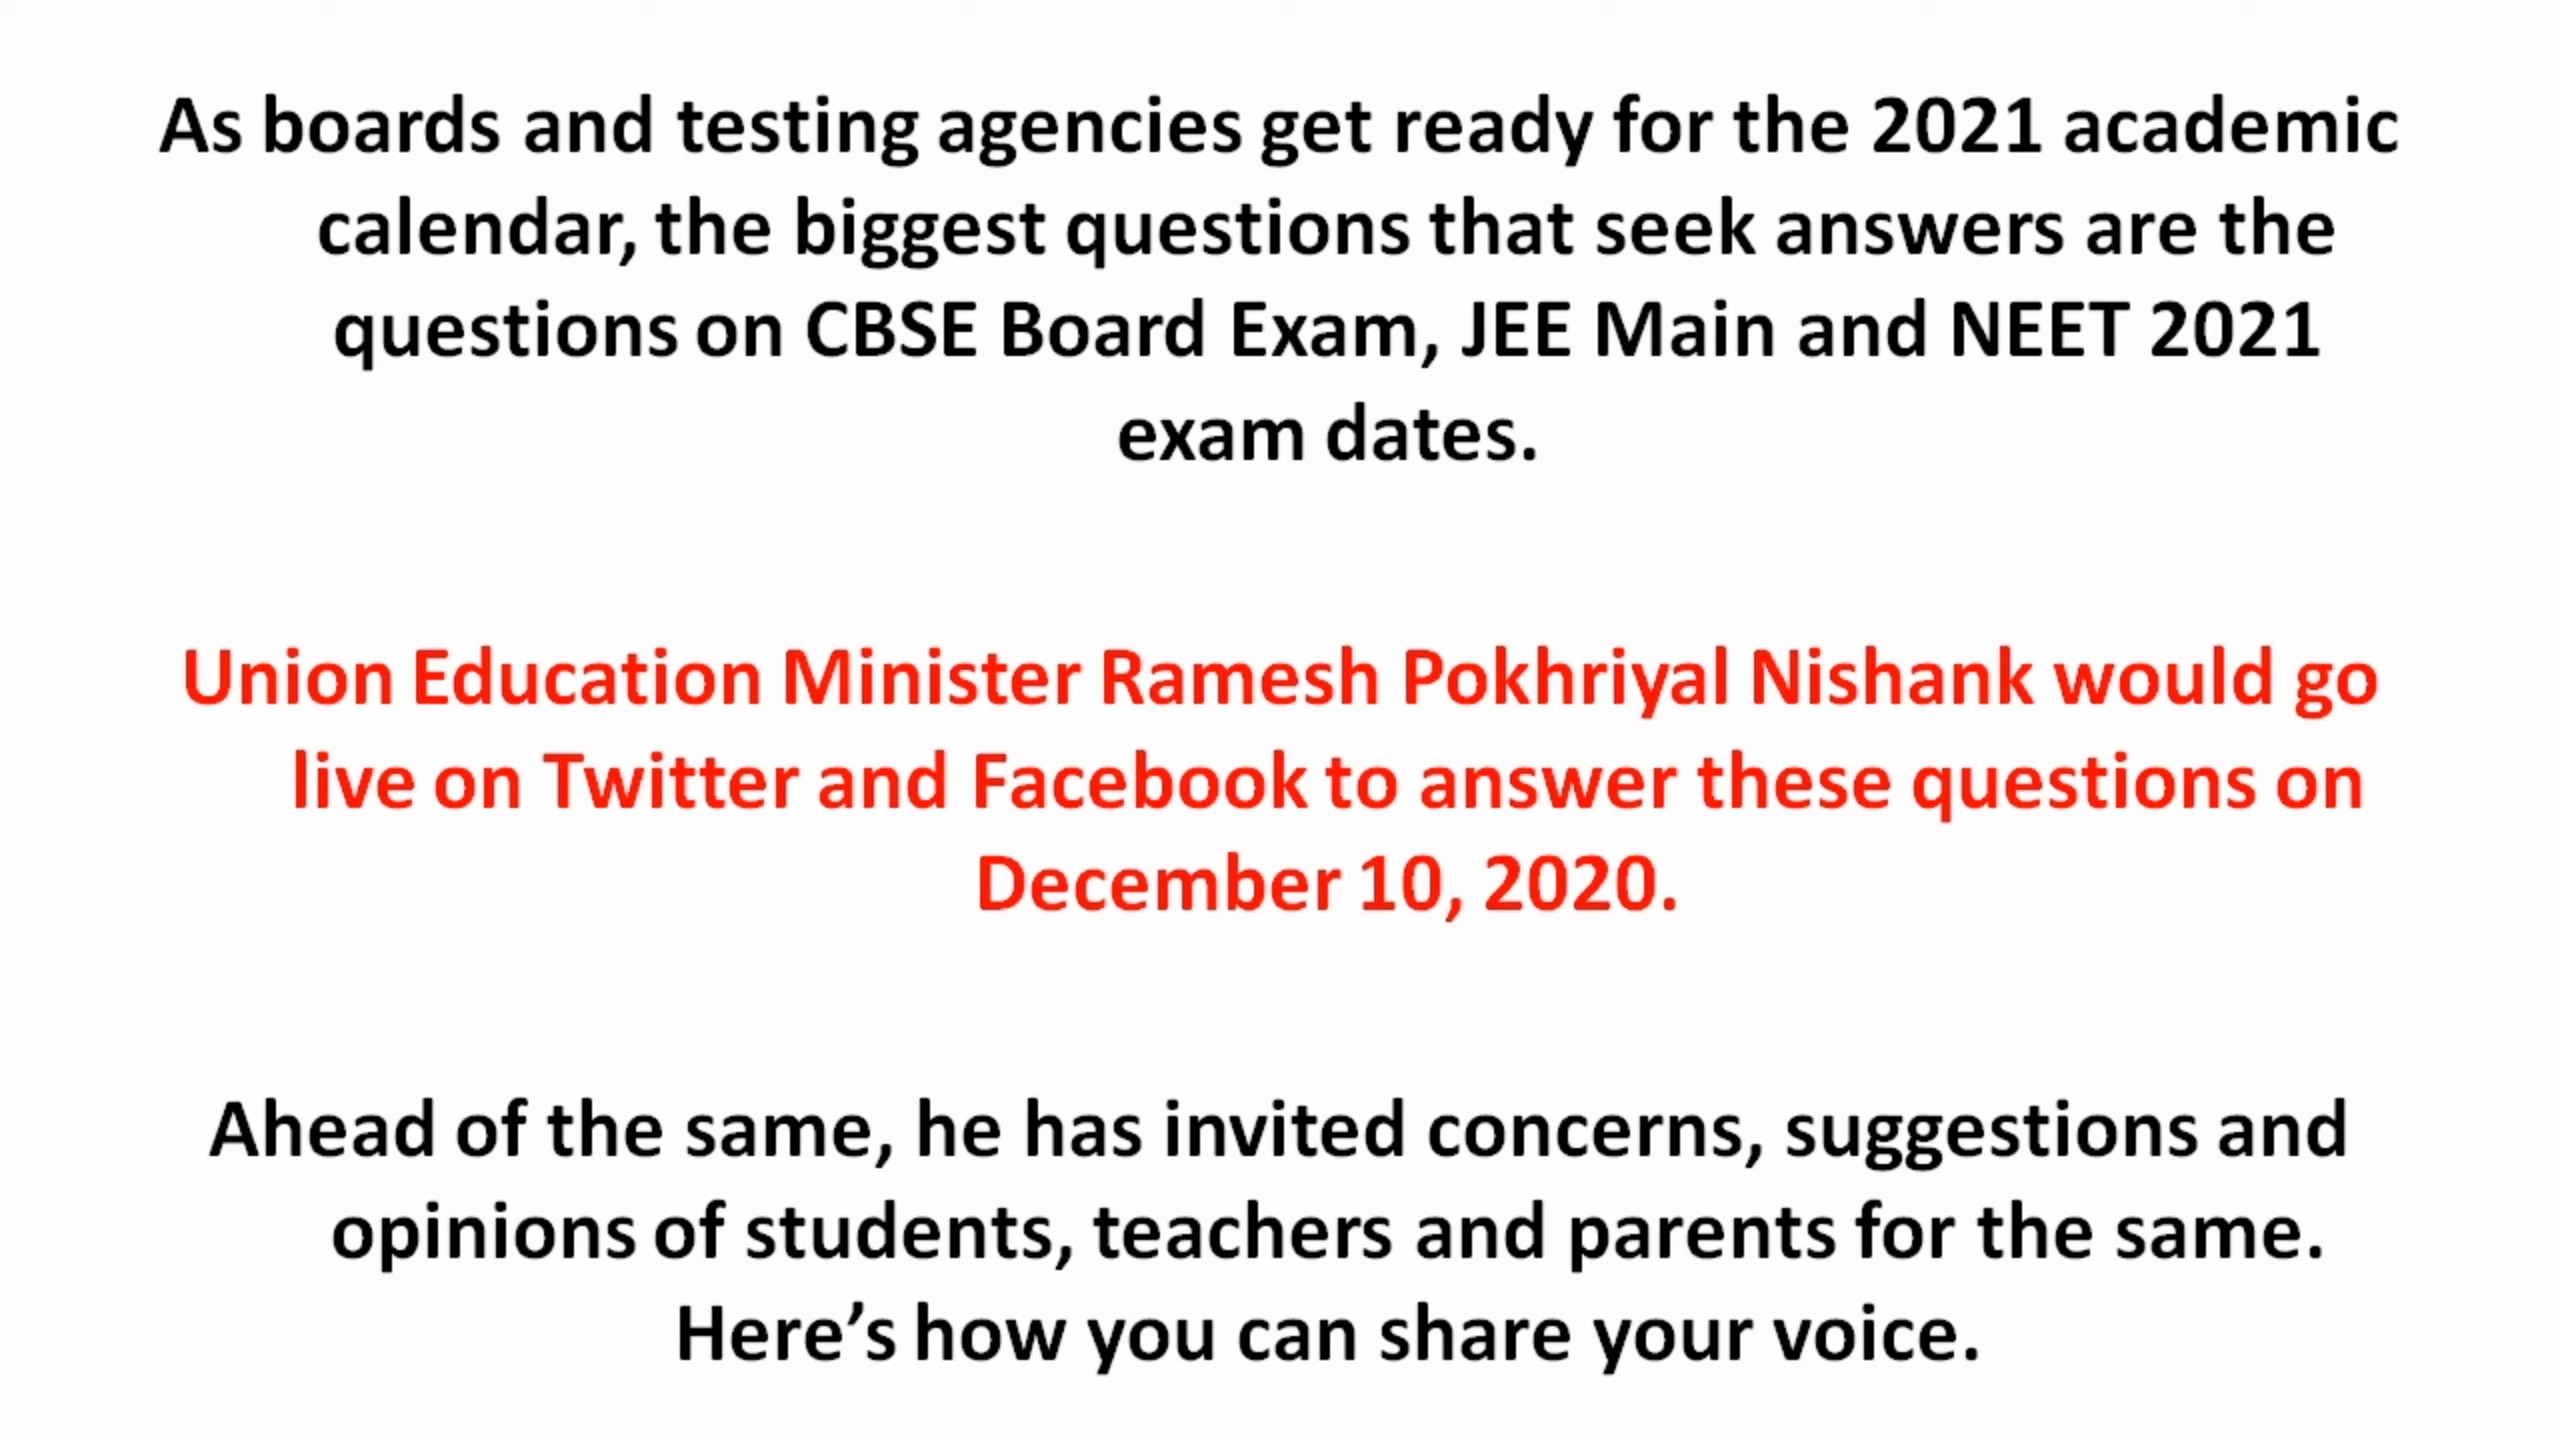 As boards and testing agencies get ready for the 2021 academic
calendar, the biggest questions that seek answers are the
questions on CBSE Board Exam, JEE Main and NEET 2021
exam dates.
Union Education Minister Ramesh Pokhriyal Nishank would go
live on Twitter and Facebook to answer these questions on
December 10, 2020.
Ahead of the same, he has invited concerns, suggestions and
opinions of students, teachers and parents for the same.
Here’s how you can share your voice.